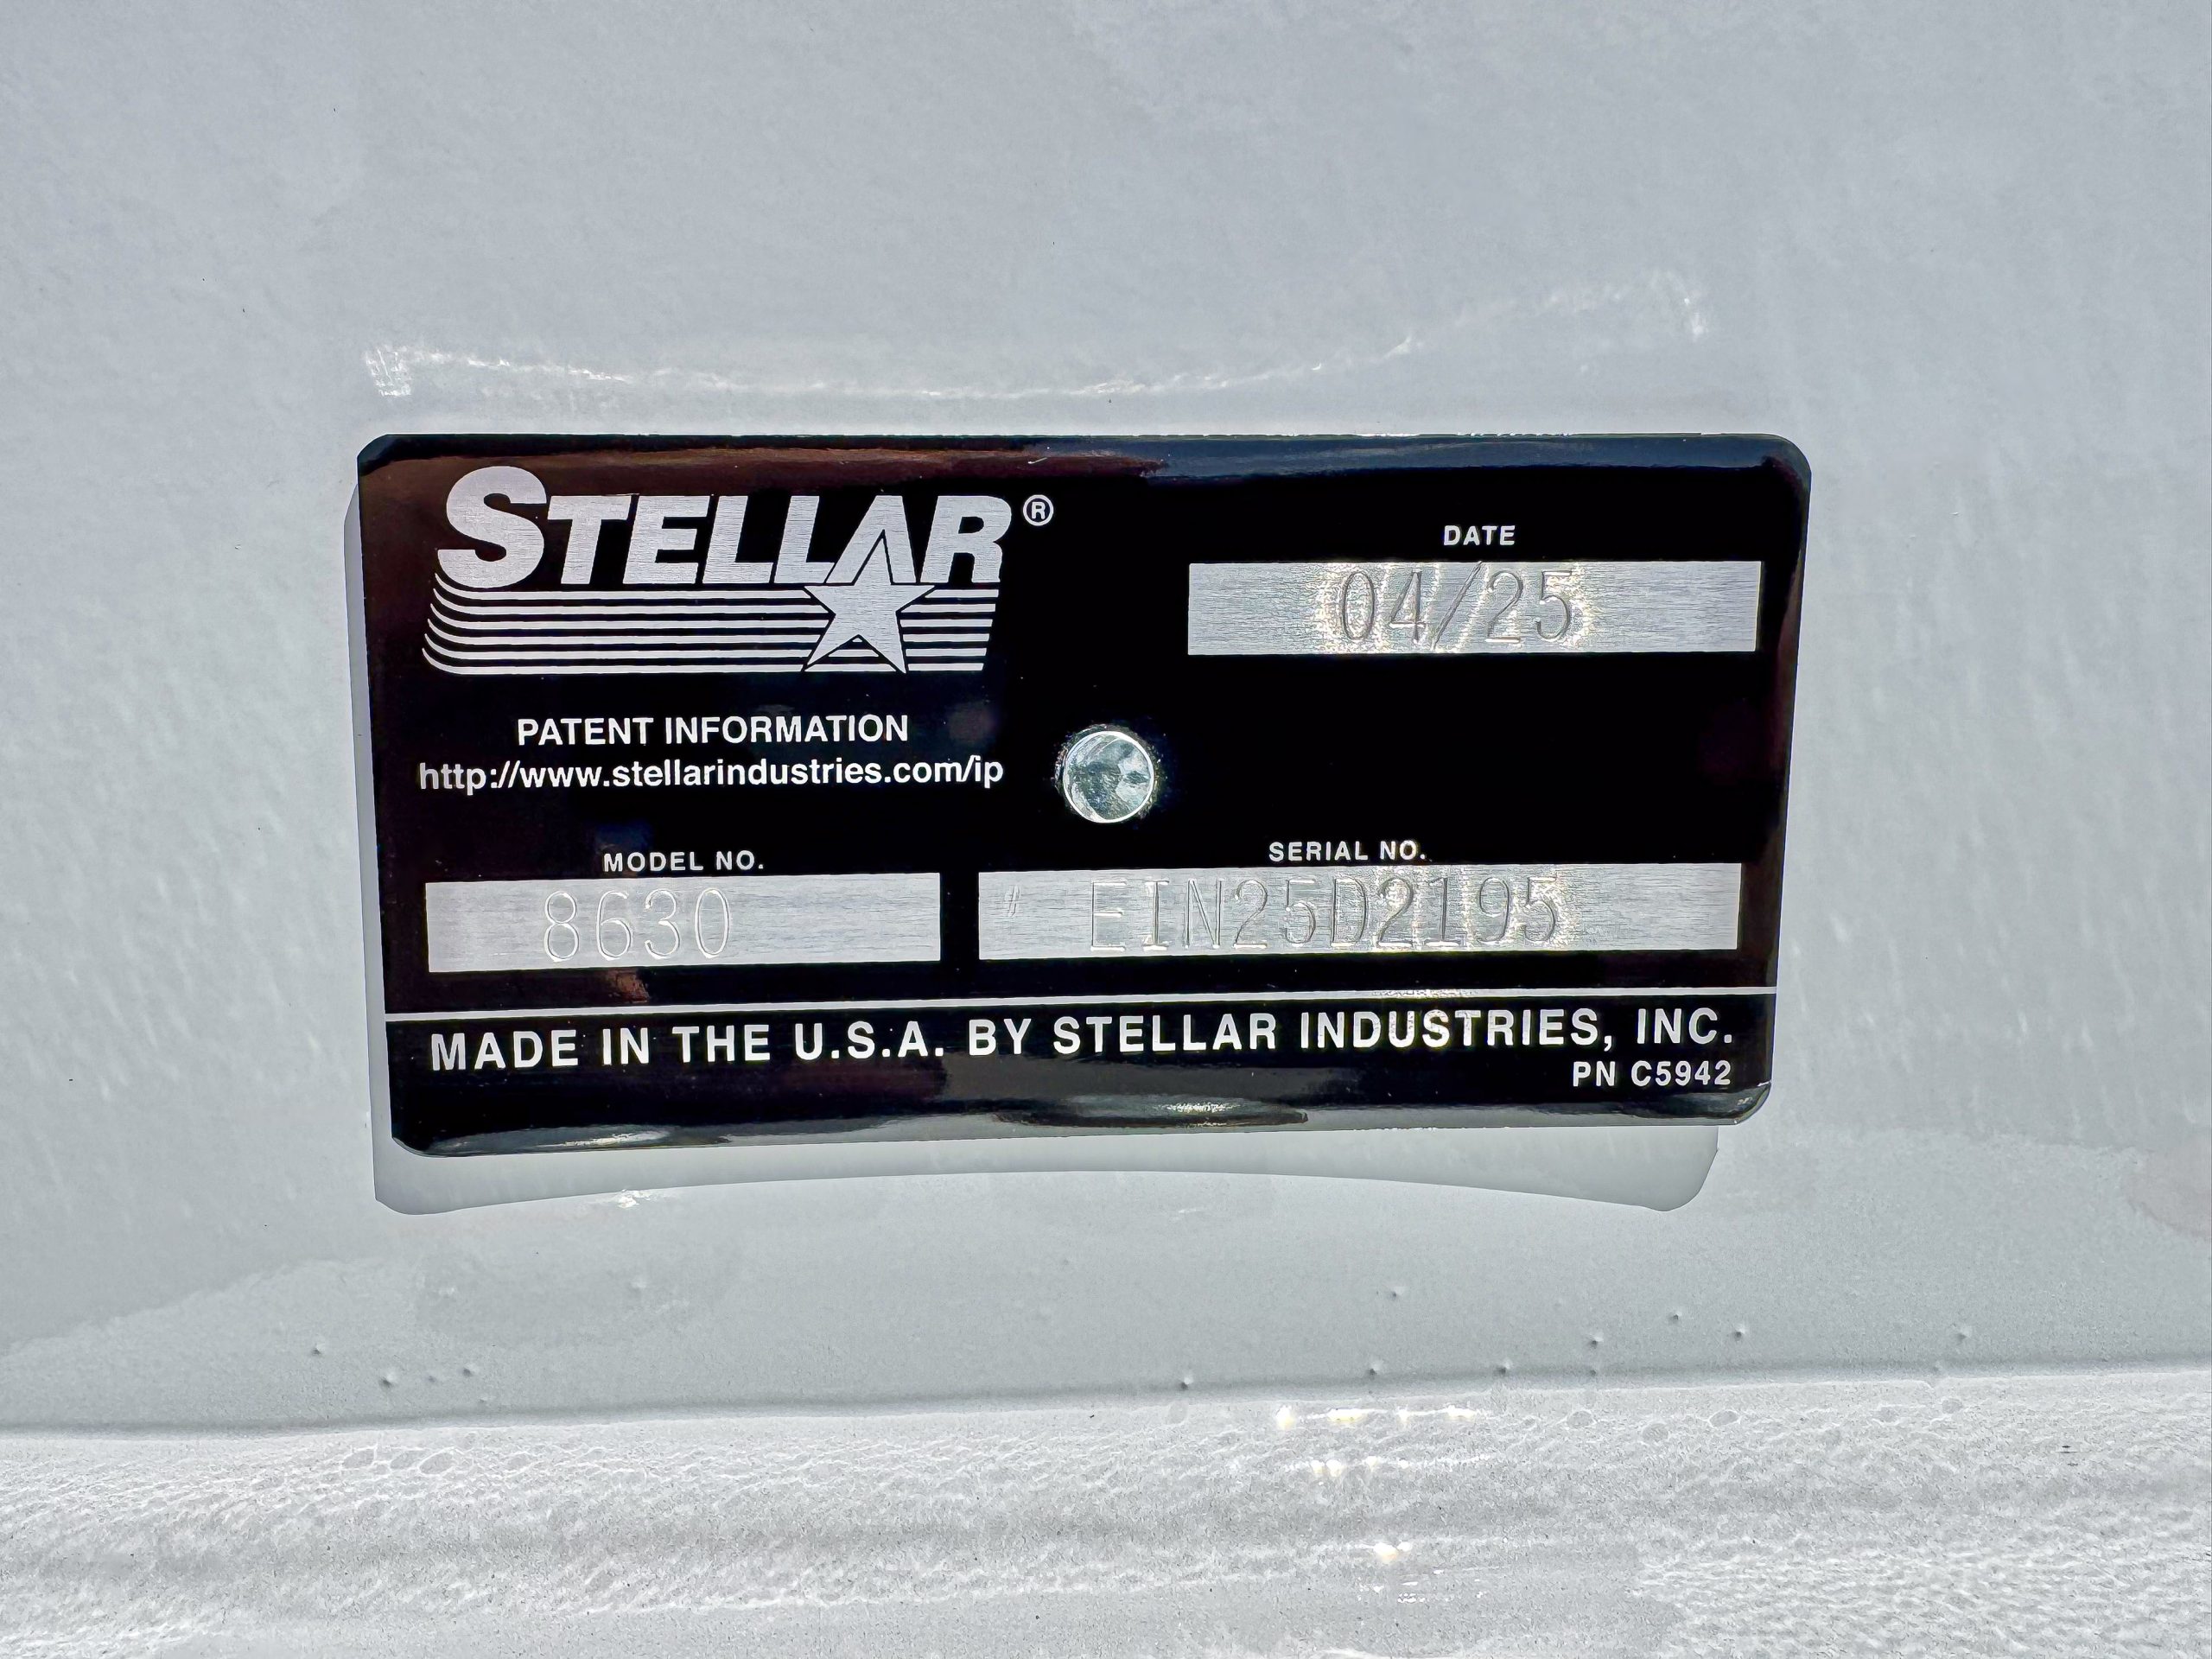 STELLAR®
DATE
04/25
PATENT INFORMATION
http://www.stellarindustries.com/ip
MODEL NO.
8630
SERIAL NO.
# EIN25D2195
MADE IN THE U.S.A. BY STELLAR INDUSTRIES, INC.
PN C5942